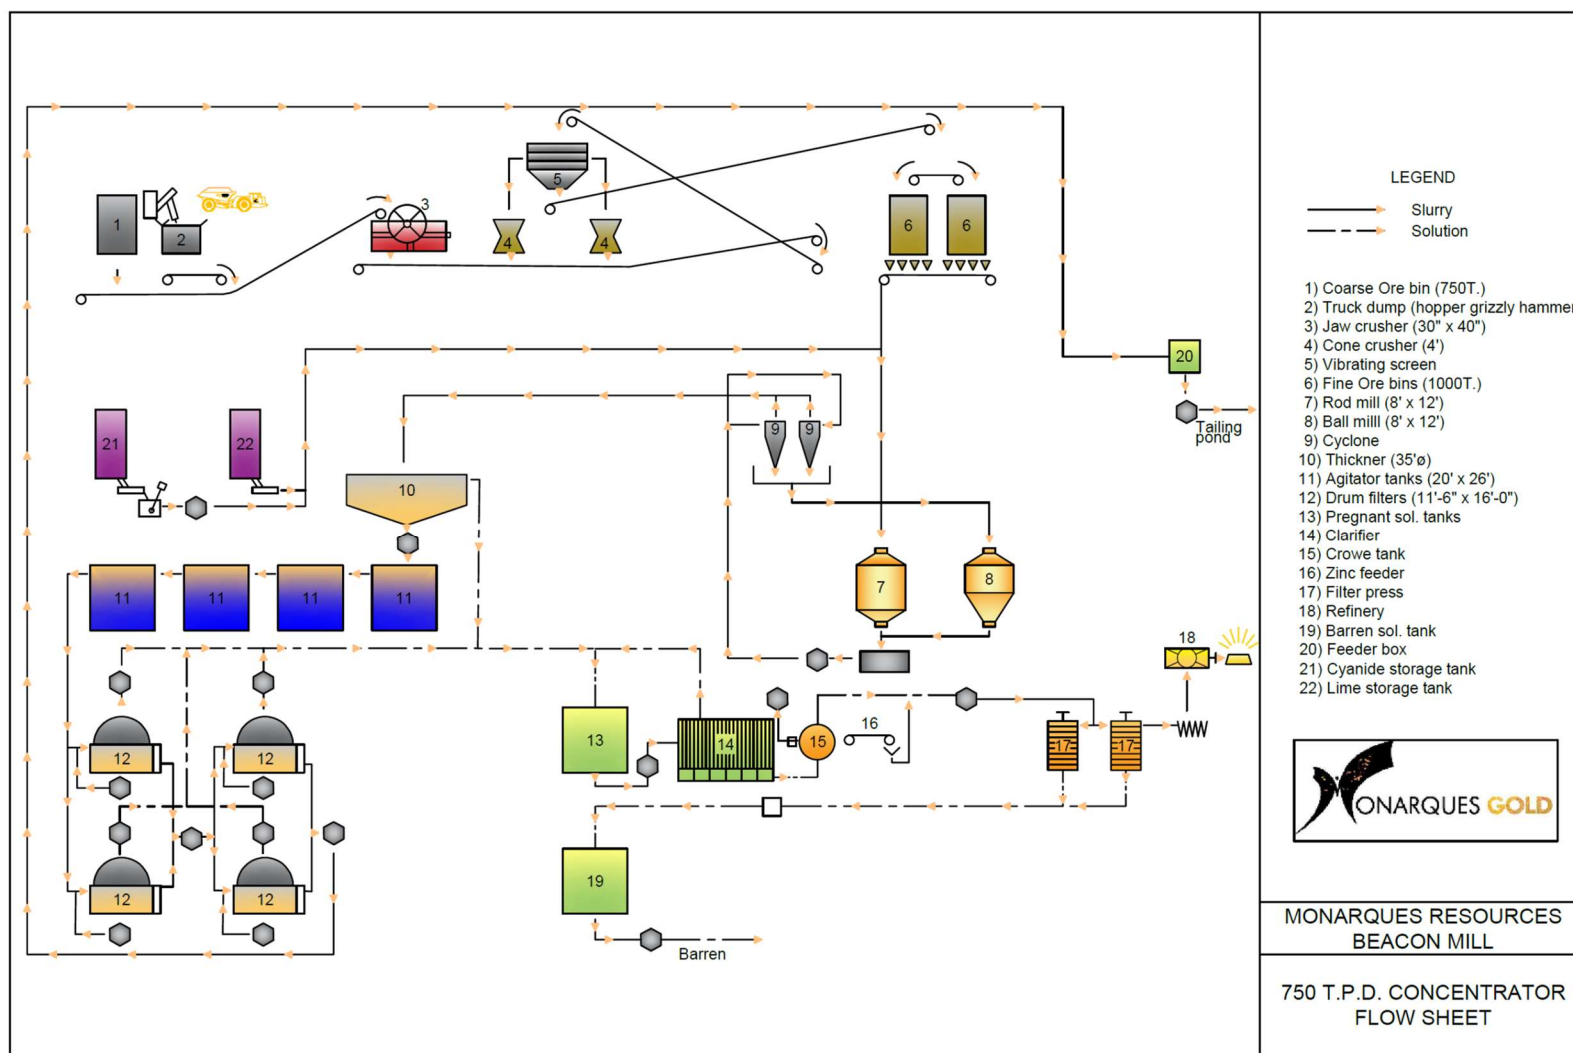 3
5
1
2
4
4
6
6
LEGEND
Slurry
Solution
1) Coarse Ore bin (750T.)
2) Truck dump (hopper grizzly hammer
3) Jaw crusher (30" x 40")
4) Cone crusher (4')
5) Vibrating screen
6) Fine Ore bins (1000T.)
7) Rod mill (8' x 12')
8) Ball milll (8' x 12')
9) Cyclone
10) Thickner (35'ø)
11) Agitator tanks (20' x 26')
12) Drum filters (11'-6" x 16'-0")
13) Pregnant sol. tanks
14) Clarifier
15) Crowe tank
16) Zinc feeder
17) Filter press
18) Refinery
19) Barren sol. tank
20) Feeder box
21) Cyanide storage tank
22) Lime storage tank
20
Tailing
pond
21
22
9
9
10
7
8
11
11
11
11
18
12
12
13
14
15
16
17
17
12
12
19
Barren
MONARQUES GOLD
MONARQUES RESOURCES
BEACON MILL
750 T.P.D. CONCENTRATOR
FLOW SHEET